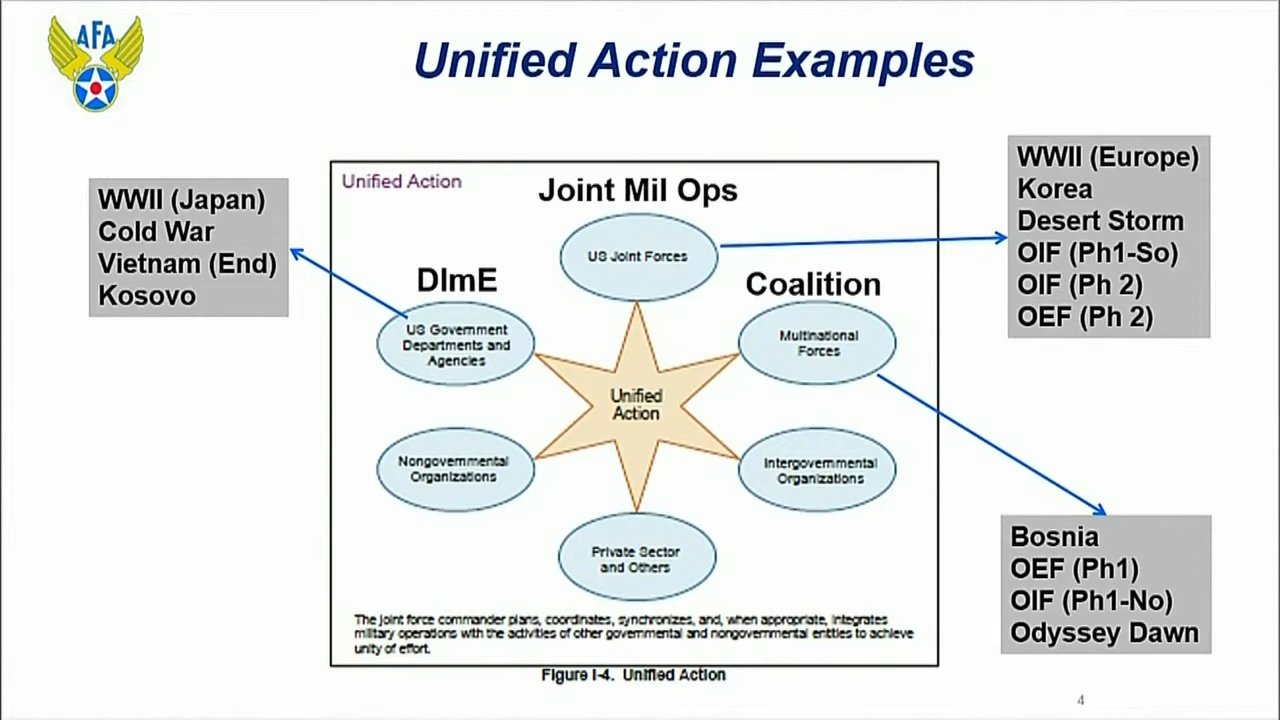 AFA
Unified Action Examples
WWII (Japan)
Cold War
Vietnam (End)
Kosovo
Unified Action
Joint Mil Ops
US Joint Forces
DImE
US Government
Departments and
Agencies
Coalition
Multinational
Forces
Unified
Action
Nongovernmental
Organizations
Intergovernmental
Organizations
Private Sector
and Others
The joint force commander plans, coordinates, synchronizes, and, when appropriate, integrates
military operations with the activities of other governmental and nongovernmental entities to achieve
unity of effort.
Figure I-4. Unified Action
WWII (Europe)
Korea
Desert Storm
OIF (Ph1-So)
OIF (Ph 2)
OEF (Ph 2)
Bosnia
OEF (Ph1)
OIF (Ph1-No)
Odyssey Dawn
4